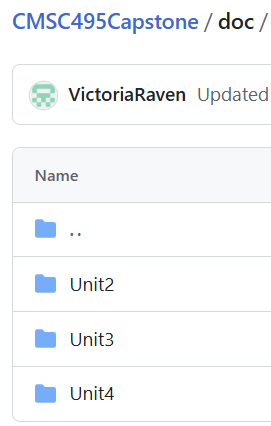 CMSC495Capstone / doc /
VictoriaRaven Updated
Name
..
Unit2
Unit3
Unit4